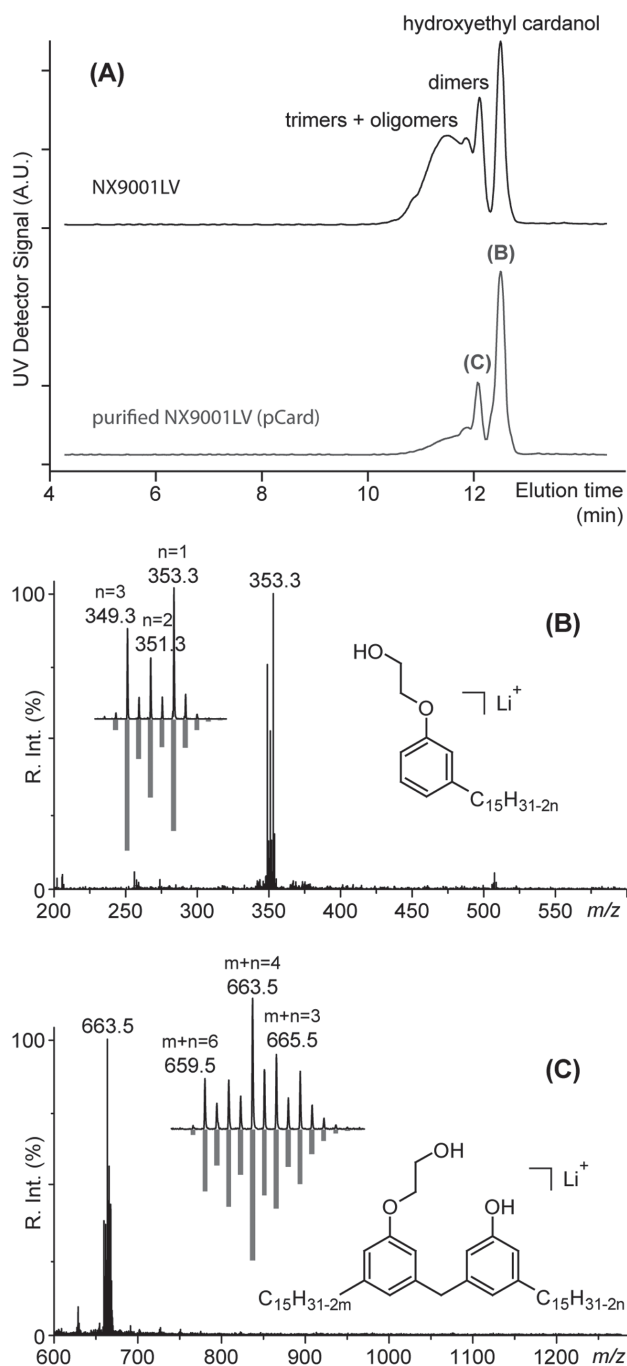 (A)
hydroxyethyl cardanol
dimers
trimers + oligomers
NX9001LV
(B)
(C)
purified NX9001LV (pCard)
UV Detector Signal (A.U.)
4 6 8 10 12 Elution time
(min)
(B)
n=1
353.3
n=3
349.3
n=2
351.3
353.3
100
0
R. Int. (%)
HO
O
Li+
C15H31-2n
200 250 300 350 400 450 500 550 m/z
(C)
m+n=4
663.5
m+n=3
665.5
m+n=6
659.5
663.5
100
0
R. Int. (%)
OH
O
OH
Li+
C15H31-2m
C15H31-2n
600 700 800 900 1000 1100 1200 m/z